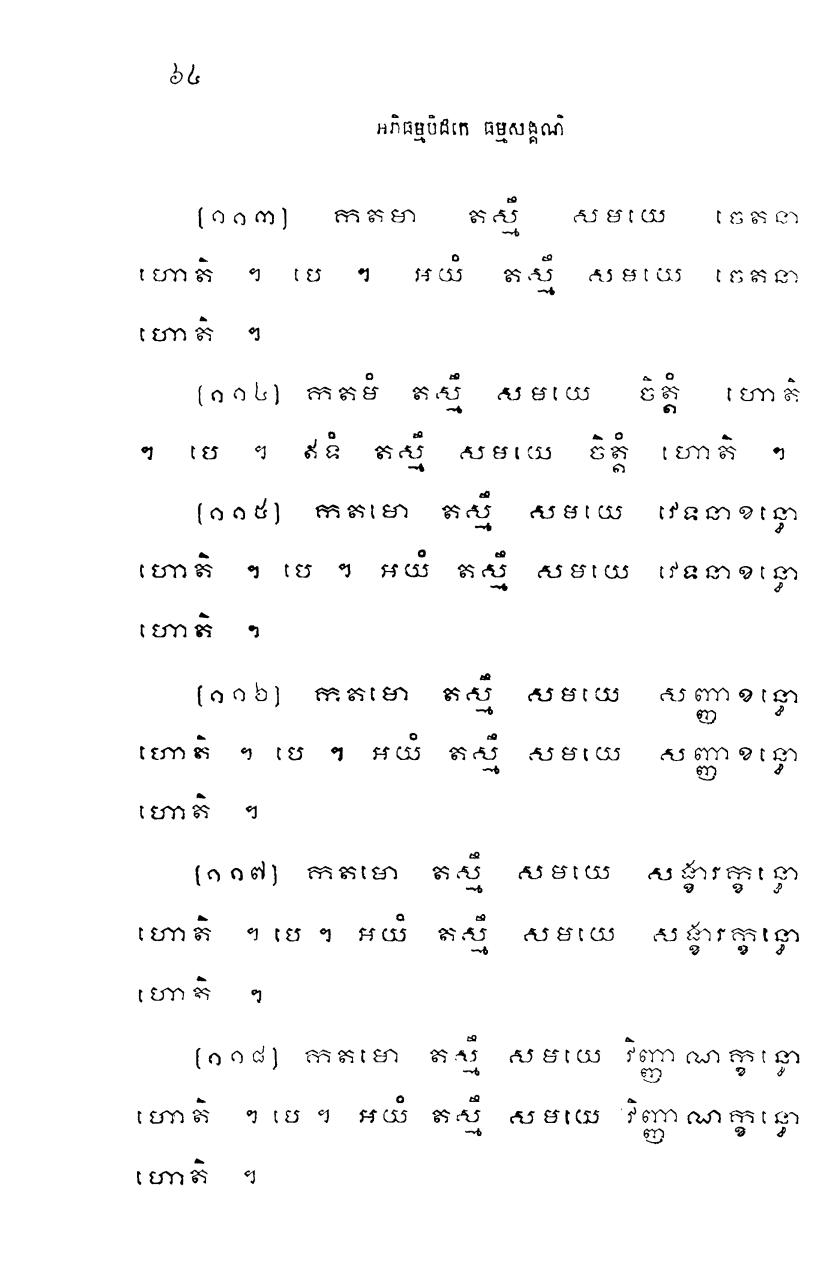 ៦៤
អភិធម្មបិដកេ ធម្មសង្គណិ
(១១៣) កតមា តស្មឹ សមយេ ចេតនា
ហោតិ ។ បេ ។ អយំ តស្មឹ សមយេ ចេតនា
ហោតិ ។
(១១៤) កតមំ តស្មឹ សមយេ ចិត្តំ ហោតិ
។ បេ ។ ឥទំ តស្មឹ សមយេ ចិត្តំ ហោតិ ។
(១១៥) កតមោ តស្មឹ សមយេ វេទនាខន្ធោ
ហោតិ ។ បេ ។ អយំ តស្មឹ សមយេ វេទនាខន្ធោ
ហោតិ ។
(១១៦) កតមោ តស្មឹ សមយេ សញ្ញាខន្ធោ
ហោតិ ។ បេ ។ អយំ តស្មឹ សមយេ សញ្ញាខន្ធោ
ហោតិ ។
(១១៧) កតមោ តស្មឹ សមយេ សង្ខារក្ខន្ធោ
ហោតិ ។ បេ ។ អយំ តស្មឹ សមយេ សង្ខារក្ខន្ធោ
ហោតិ ។
(១១៨) កតមោ តស្មឹ សមយេ វិញ្ញាណក្ខន្ធោ
ហោតិ ។ បេ ។ អយំ តស្មឹ សមយេ វិញ្ញាណក្ខន្ធោ
ហោតិ ។